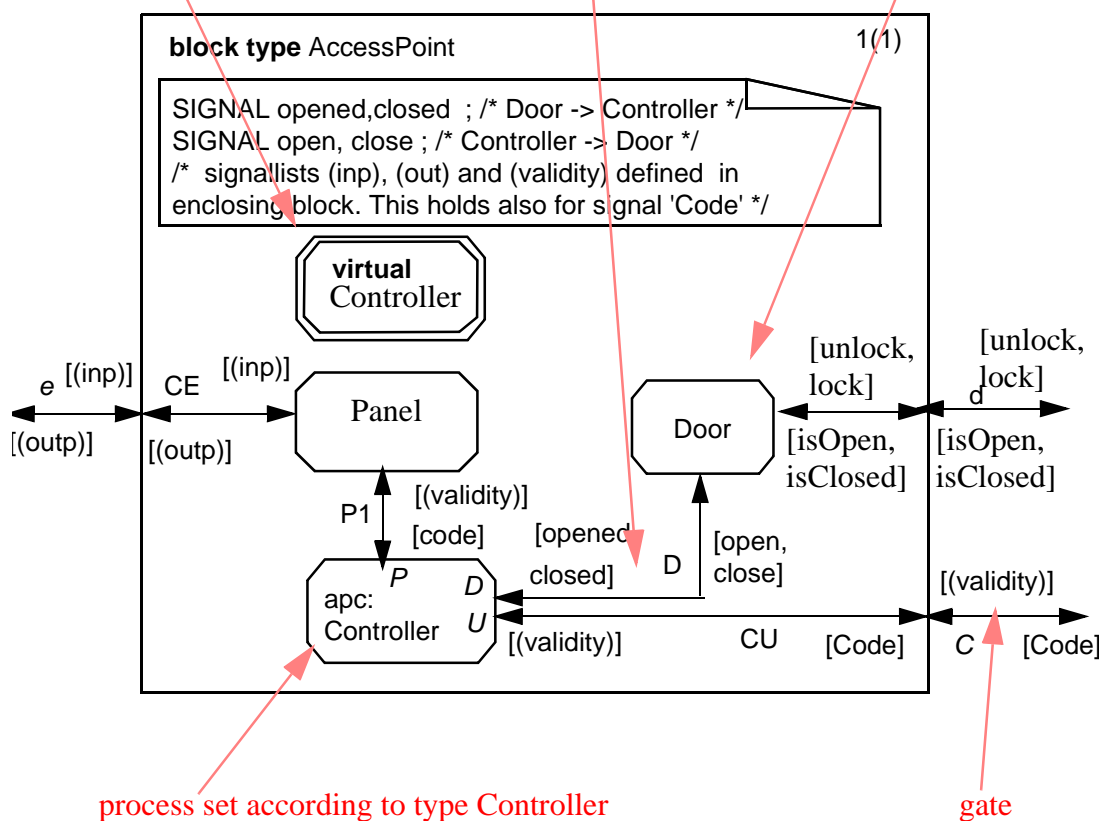 block type AccessPoint
1(1)
SIGNAL opened,closed ; /* Door -> Controller */
SIGNAL open, close ; /* Controller -> Door */
/* signallists (inp), (out) and (validity) defined in
enclosing block. This holds also for signal 'Code' */
virtual
Controller
e [(inp)]
[(outp)]
CE
[(inp)]
[(outp)]
Panel
Door
[unlock,
lock]
[isOpen,
isClosed]
[unlock,
lock]
d
[isOpen,
isClosed]
P1
[(validity)]
[code]
[opened
closed]
D
[open,
close]
P
D
U
apc:
Controller
[(validity)]
CU
[Code]
[(validity)]
C
[Code]
process set according to type Controller
gate